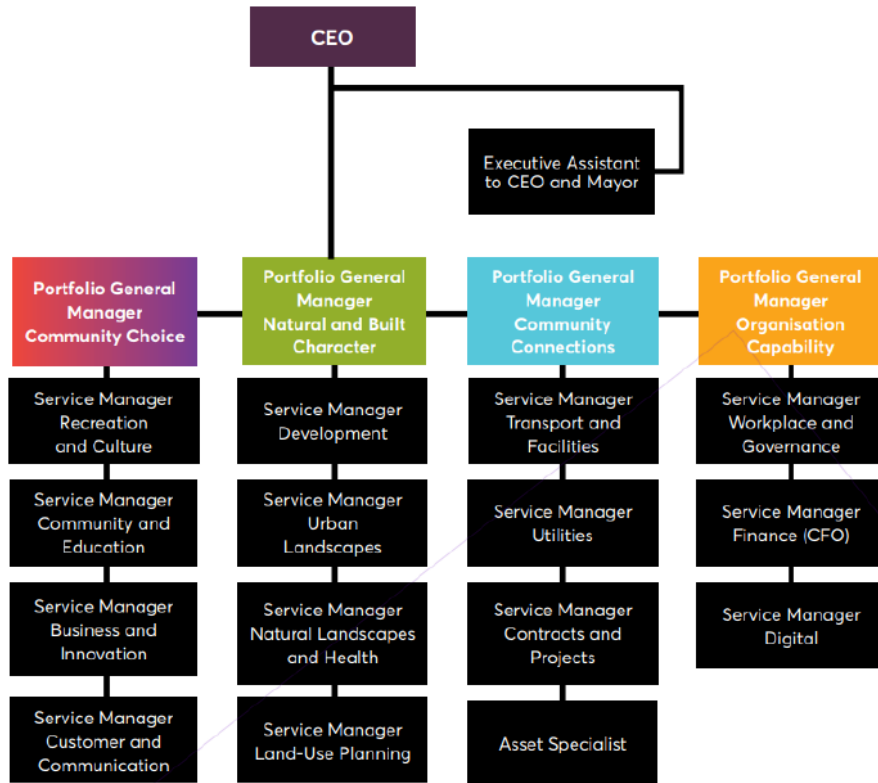 CEO
Executive Assistant
to CEO and Mayor
Portfolio General
Manager
Community Choice
Portfolio General
Manager
Natural and Built
Character
Portfolio General
Manager
Community
Connections
Portfolio General
Manager
Organisation
Capability
Service Manager
Recreation
and Culture
Service Manager
Community and
Education
Service Manager
Business and
Innovation
Service Manager
Customer and
Communication
Service Manager
Development
Service Manager
Urban
Landscapes
Service Manager
Natural Landscapes
and Health
Service Manager
Land-Use Planning
Service Manager
Transport and
Facilities
Service Manager
Utilities
Service Manager
Contracts and
Projects
Asset Specialist
Service Manager
Workplace and
Governance
Service Manager
Finance (CFO)
Service Manager
Digital